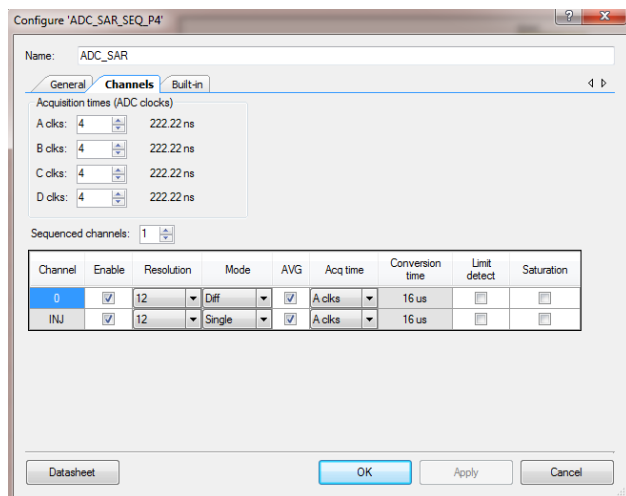 Configure 'ADC_SAR_SEQ_P4'
Name: ADC_SAR
General Channels Built-in
Acquisition times (ADC clocks)
A clks: 4 222.22 ns
B clks: 4 222.22 ns
C clks: 4 222.22 ns
D clks: 4 222.22 ns
Sequenced channels: 1
Channel Enable Resolution Mode AVG Acq time Conversion time Limit detect Saturation
0 12 Diff A clks 16 us
INJ 12 Single A clks 16 us
Datasheet OK Apply Cancel